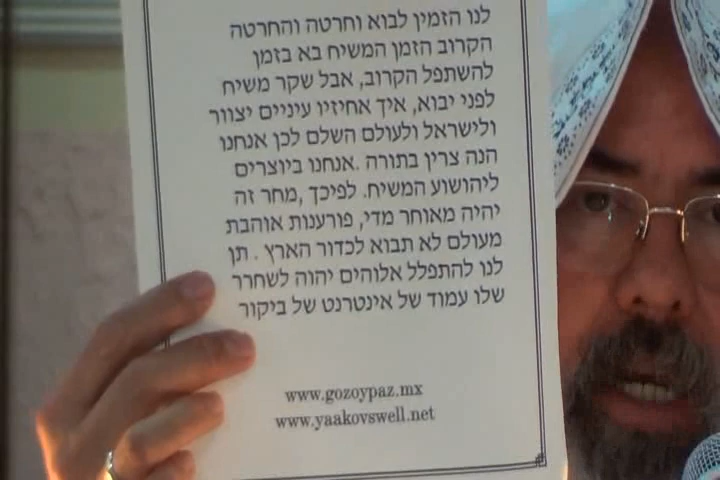 לנו הזמין לבוא וחרטה והחרטה
הקרוב הזמן המשיח בא בזמן
להשתפל הקרוב, אבל שקר משיח
לפני יבוא, איך אחיזיו עיניים יצוור
ולישראל ולעולם השלם לכן אנחנו
הנה צרין בתורה .אנחנו ביוצרים
ליהושוע המשיח. לפיכך ,מחר זה
יהיה מאוחר מדי, פורענות אוהבת
מעולם לא תבוא לכדור הארץ . תן
לנו להתפלל אלוהים יהוה לשחרר
שלו עמוד של אינטרנט של ביקור
www.gozoypaz.mx
www.yaakovswell.net